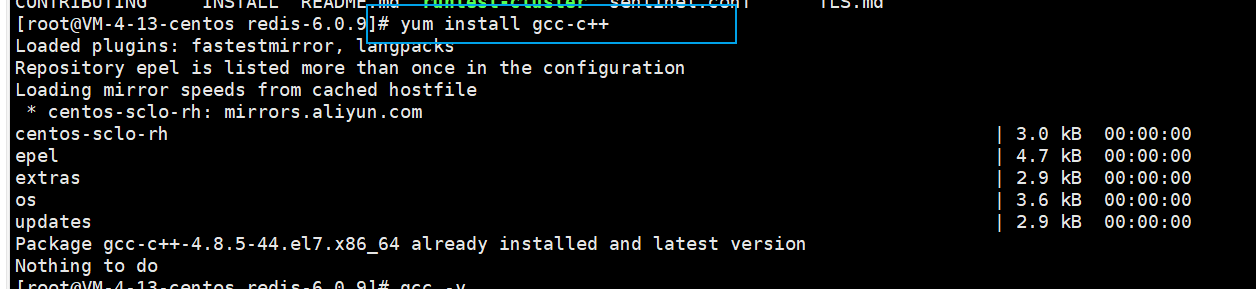 CONTRIBUTING INSTALL README.md runtest-cluster sentinel.conf TLS.md
[root@VM-4-13-centos redis-6.0.9]# yum install gcc-c++
Loaded plugins: fastestmirror, langpacks
Repository epel is listed more than once in the configuration
Loading mirror speeds from cached hostfile
 * centos-sclo-rh: mirrors.aliyun.com
centos-sclo-rh | 3.0 kB 00:00:00
epel | 4.7 kB 00:00:00
extras | 2.9 kB 00:00:00
os | 3.6 kB 00:00:00
updates | 2.9 kB 00:00:00
Package gcc-c++-4.8.5-44.el7.x86_64 already installed and latest version
Nothing to do
[root@VM-4-13-centos redis-6.0.9]# gcc -v